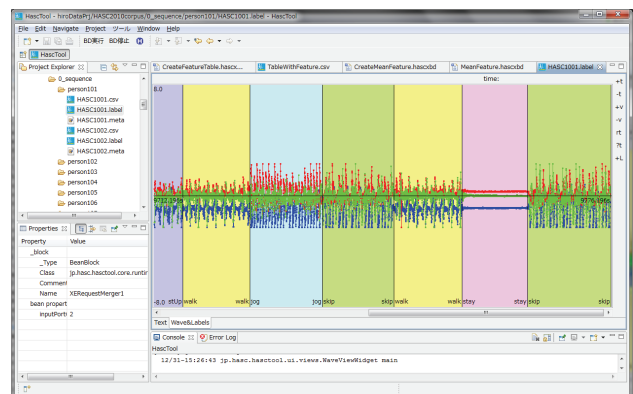 HascTool - hiroDataPrj/HASC2010corpus/0_sequence/person101/HASC1001.label - HascTool
File Edit Navigate Project ツール Window Help
BD実行 BD停止
HascTool
Project Explorer
CreateFeatureTable.hascx... TableWithFeature.csv CreateMeanFeature.hascxbd MeanFeature.hascxbd HASC1001.label
0_sequence
person101
HASC1001.csv
HASC1001.label
HASC1001.meta
HASC1002.csv
HASC1002.label
HASC1002.meta
person102
person103
person104
person105
person106
time:
8.0
9732.196s 9776.196s
-8.0 stUp walk walk jog jog skip skip walk walk stay stay skip skip
+t
-t
+v
-v
rt
?t
+L
Text Wave&Labels
Properties
Property Value
_block
_Type BeanBlock
Class jp.hasc.hasctool.core.runtir
Comment
Name XERequestMerger1
bean propert
inputPort 2
Console Error Log
HascTool
12/31-15:26:43 jp.hasc.hasctool.ui.views.WaveViewWidget main